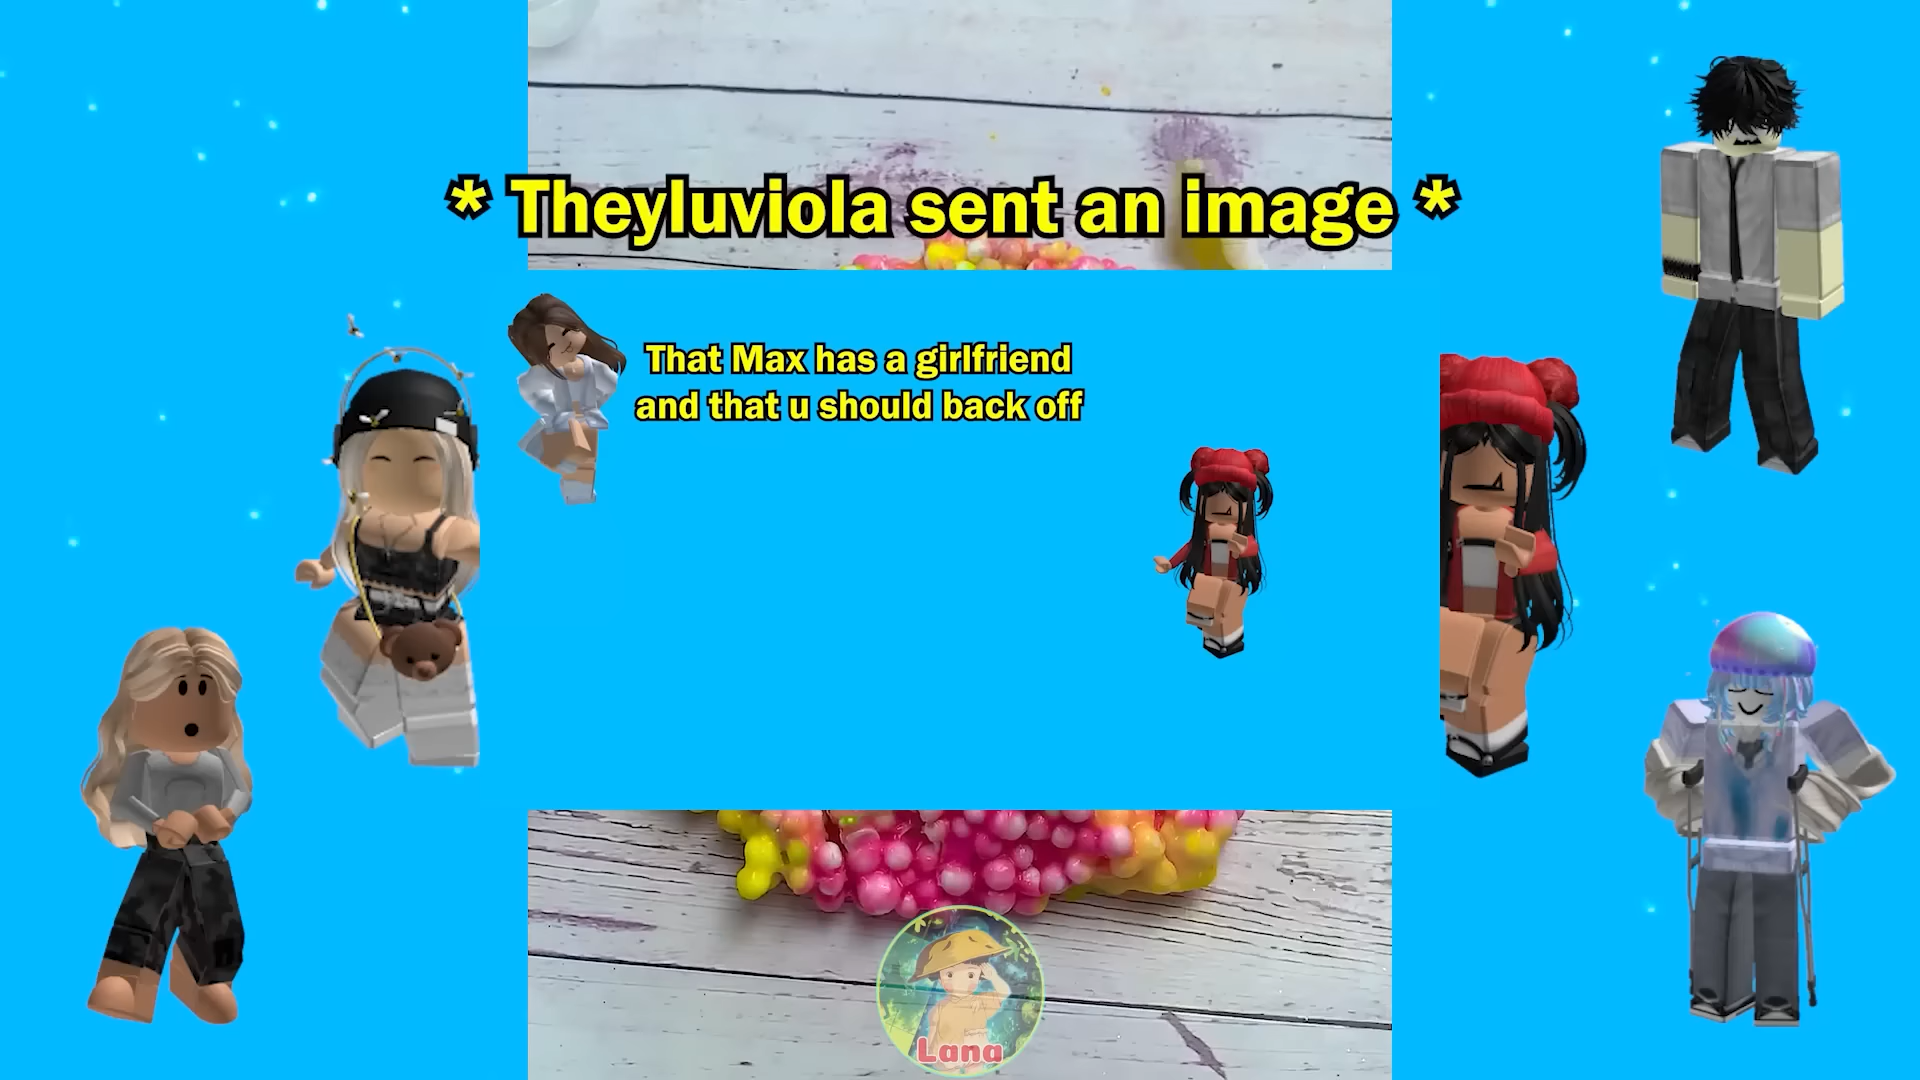 * Theyluviola sent an image *
That Max has a girlfriend
and that u should back off
Lana